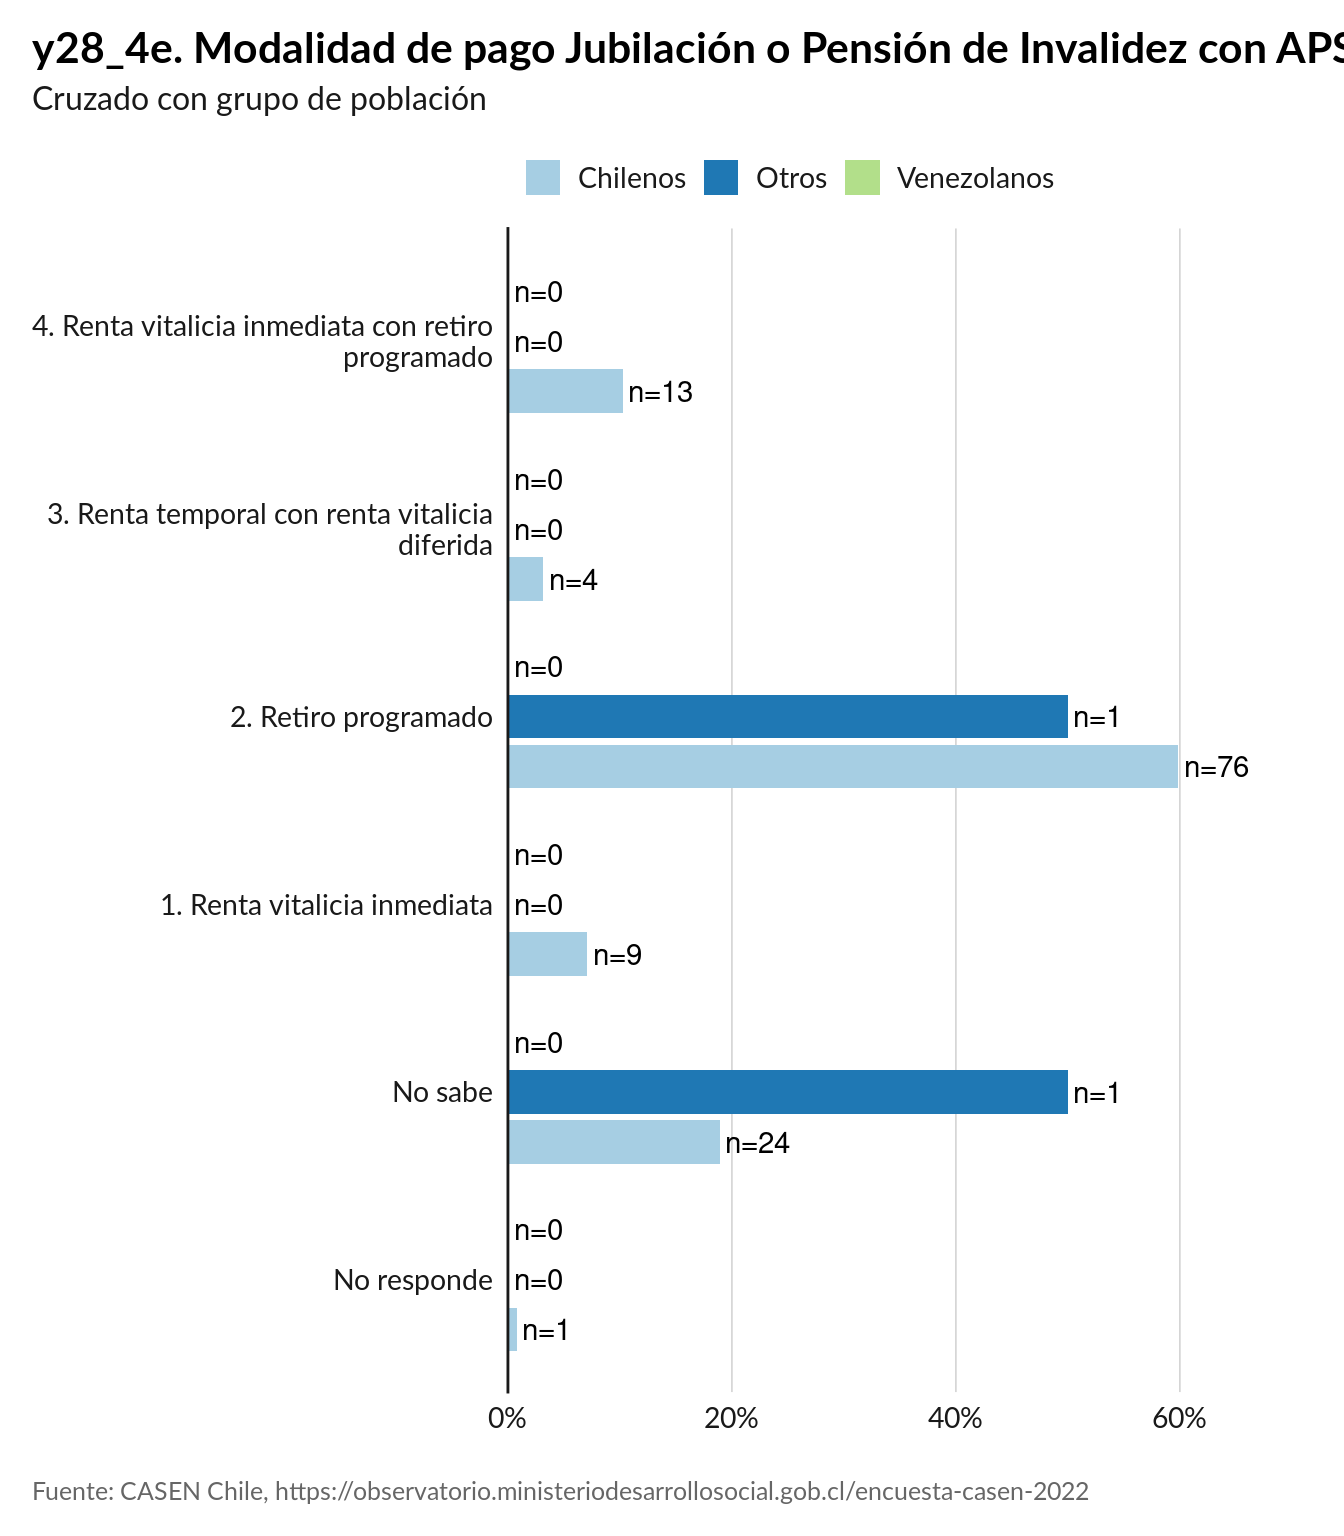 y28_4e. Modalidad de pago Jubilación o Pensión de Invalidez con APS
Cruzado con grupo de población
Chilenos Otros Venezolanos
n=0
4. Renta vitalicia inmediata con retiro
programado
n=0
n=13
n=0
3. Renta temporal con renta vitalicia
diferida
n=0
n=4
n=0
2. Retiro programado n=1
n=76
n=0
1. Renta vitalicia inmediata n=0
n=9
n=0
No sabe n=1
n=24
n=0
No responde n=0
n=1
0% 20% 40% 60%
Fuente: CASEN Chile, https://observatorio.ministeriodesarrollosocial.gob.cl/encuesta-casen-2022